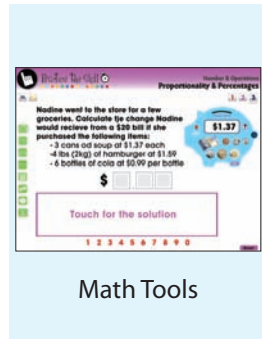 Number & Operations
Proportionality & Percentages
1 2 3
Nadine went to the store for a few
groceries. Calculate tje change Nadine
would recieve from a $20 bill if she
purchased the following items:
- 3 cans od soup at $1.37 each
-4 lbs (2kg) of hamburger at $1.59
- 6 bottles of cola at $0.99 per bottle
$1.37
$
Touch for the solution
1 2 3 4 5 6 7 8 9 0
Math Tools